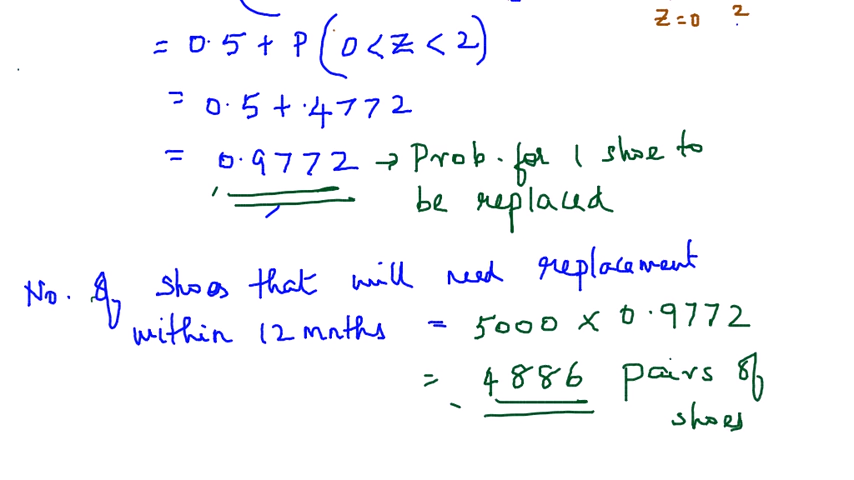 Z=0 2
= 0.5 + P(0<Z<2)
= 0.5 + .4772
= 0.9772 → Prob. for 1 shoe to
be replaced
No. of shoes that will need replacement
within 12 mnths = 5000 × 0.9772
= 4886 pairs of
shoes